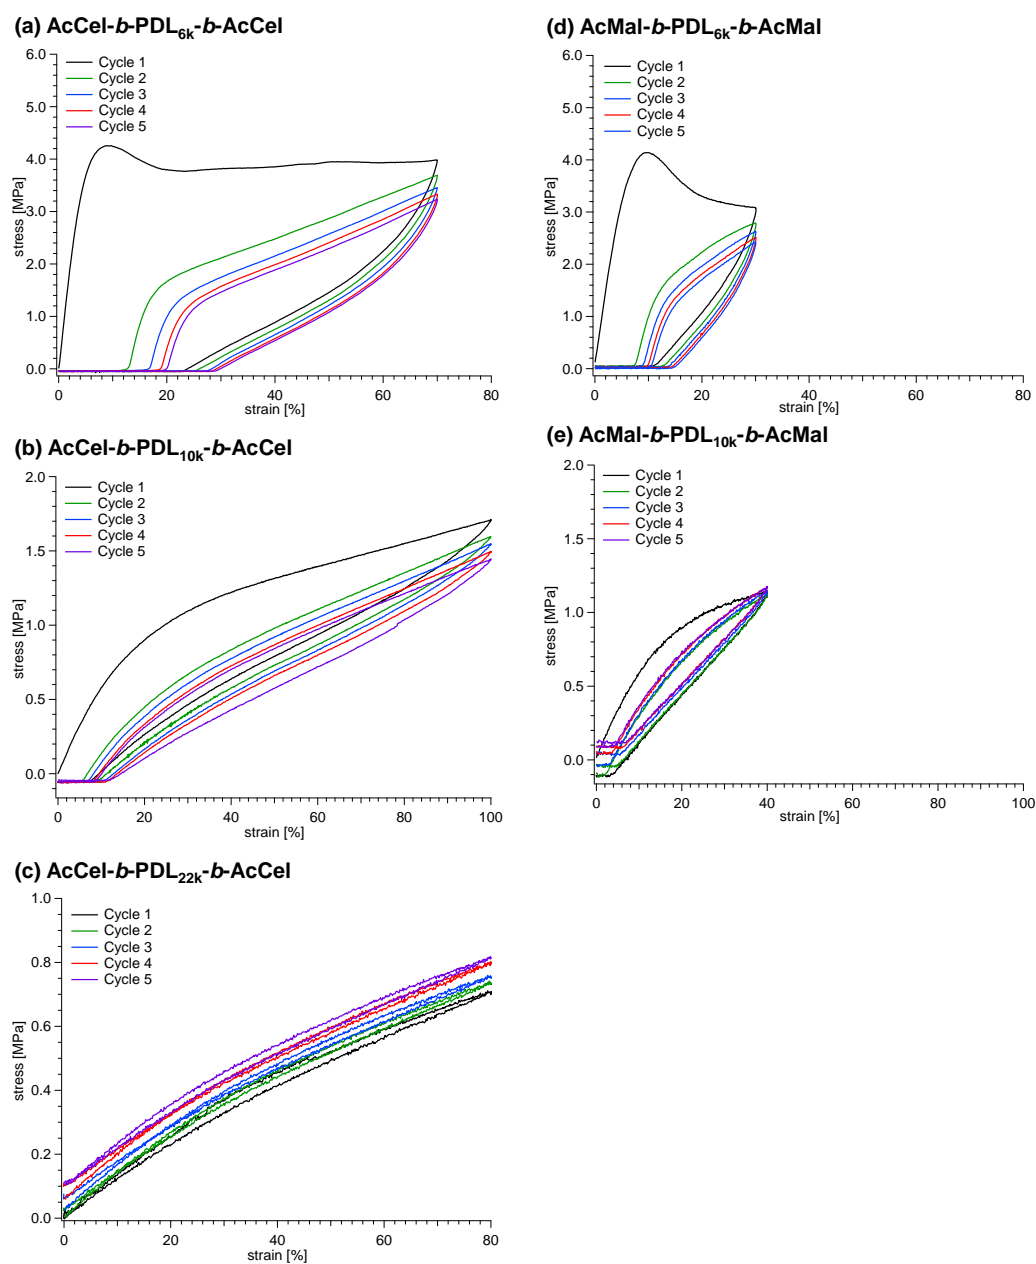 (a) AcCel-b-PDL6k-b-AcCel
6.0
5.0
4.0
3.0
2.0
1.0
0.0
stress [MPa]
Cycle 1
Cycle 2
Cycle 3
Cycle 4
Cycle 5
0 20 40 60 80
strain [%]
(d) AcMal-b-PDL6k-b-AcMal
6.0
5.0
4.0
3.0
2.0
1.0
0.0
stress [MPa]
Cycle 1
Cycle 2
Cycle 3
Cycle 4
Cycle 5
0 20 40 60 80
strain [%]
(b) AcCel-b-PDL10k-b-AcCel
2.0
1.5
1.0
0.5
0.0
stress [MPa]
Cycle 1
Cycle 2
Cycle 3
Cycle 4
Cycle 5
0 20 40 60 80 100
strain [%]
(e) AcMal-b-PDL10k-b-AcMal
2.0
1.5
1.0
0.5
0.0
stress [MPa]
Cycle 1
Cycle 2
Cycle 3
Cycle 4
Cycle 5
0 20 40 60 80 100
strain [%]
(c) AcCel-b-PDL22k-b-AcCel
1.0
0.8
0.6
0.4
0.2
0.0
stress [MPa]
Cycle 1
Cycle 2
Cycle 3
Cycle 4
Cycle 5
0 20 40 60 80
strain [%]